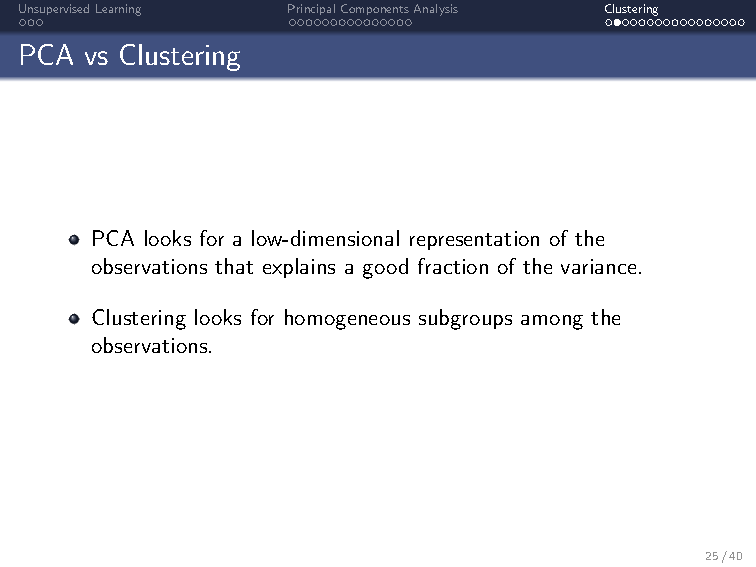 Unsupervised Learning
Principal Components Analysis
Clustering
PCA vs Clustering
PCA looks for a low-dimensional representation of the
observations that explains a good fraction of the variance.
Clustering looks for homogeneous subgroups among the
observations.
25 / 40